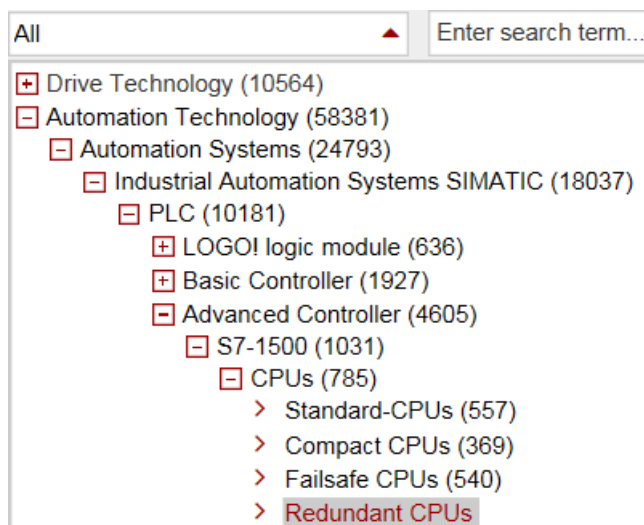 All
Enter search term...
Drive Technology (10564)
Automation Technology (58381)
Automation Systems (24793)
Industrial Automation Systems SIMATIC (18037)
PLC (10181)
LOGO! logic module (636)
Basic Controller (1927)
Advanced Controller (4605)
S7-1500 (1031)
CPUs (785)
Standard-CPUs (557)
Compact CPUs (369)
Failsafe CPUs (540)
Redundant CPUs